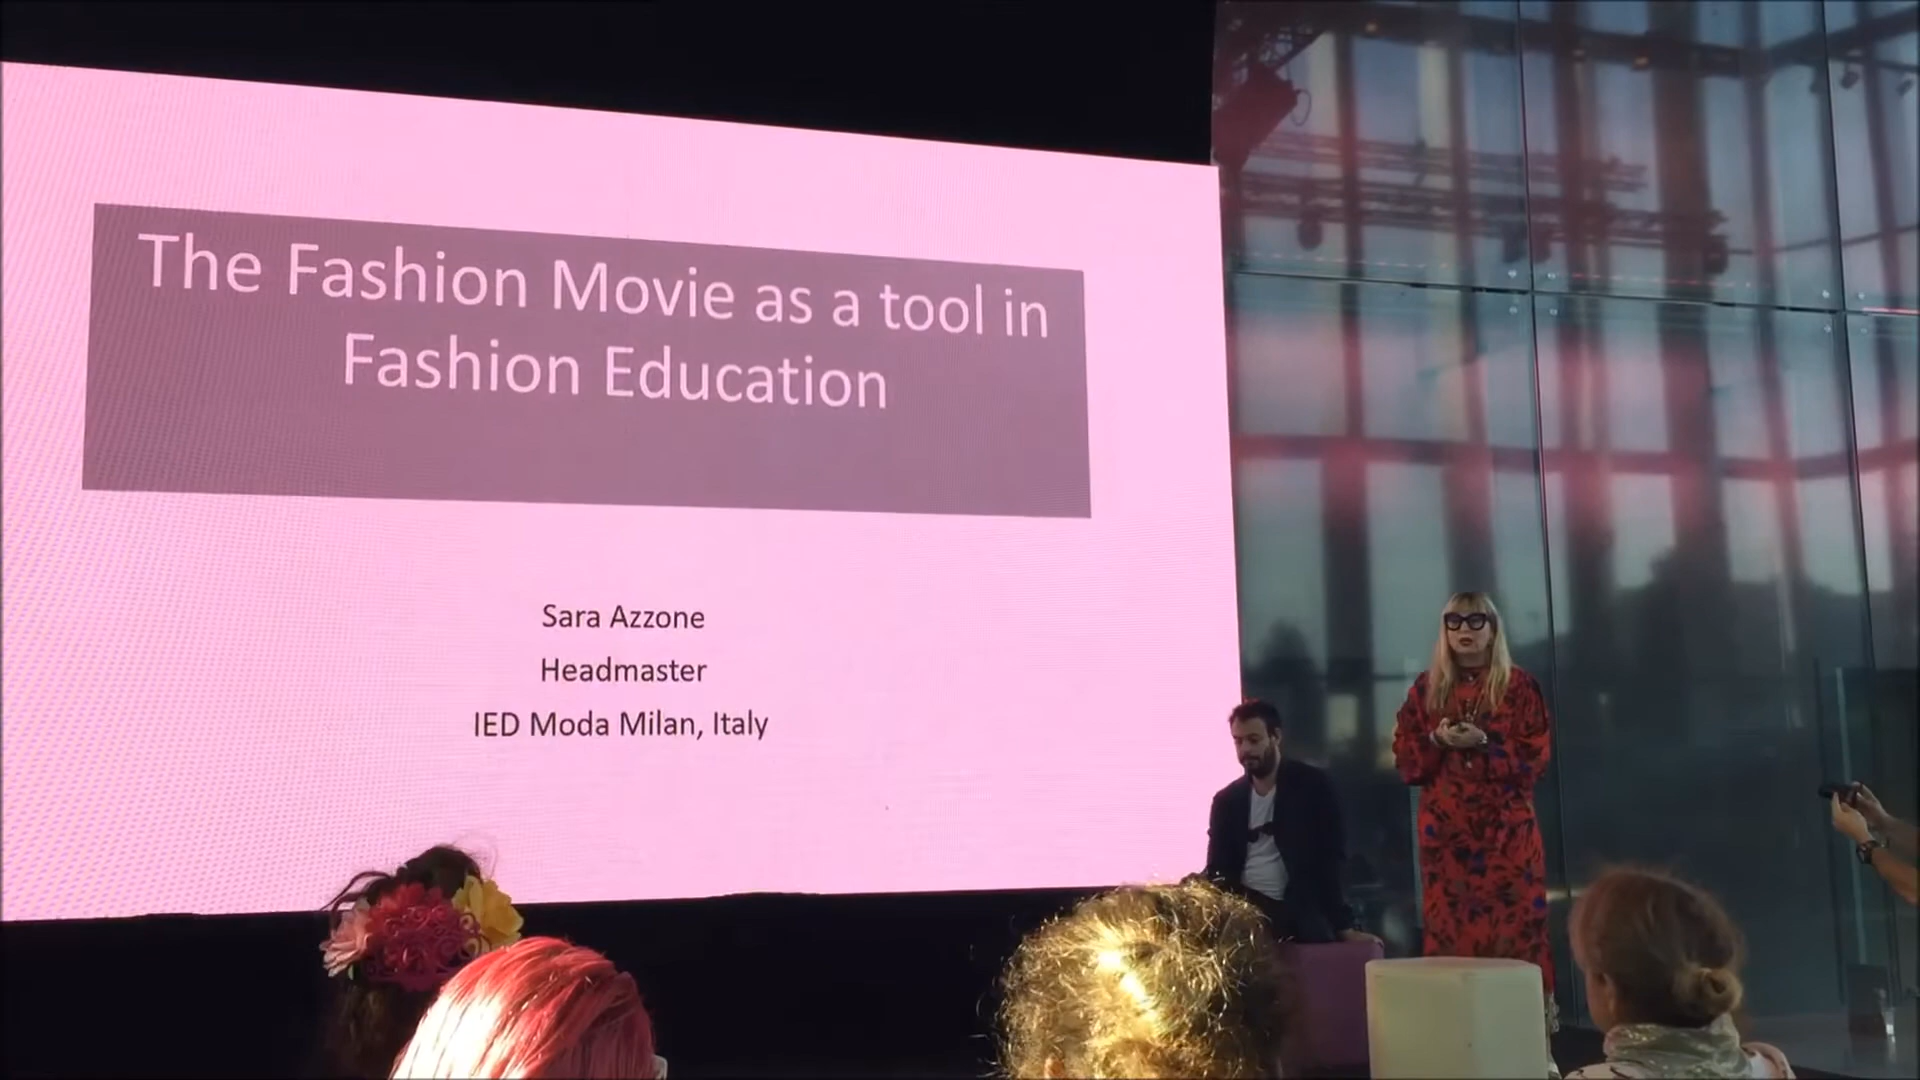 The Fashion Movie as a tool in
Fashion Education
Sara Azzone
Headmaster
IED Moda Milan, Italy